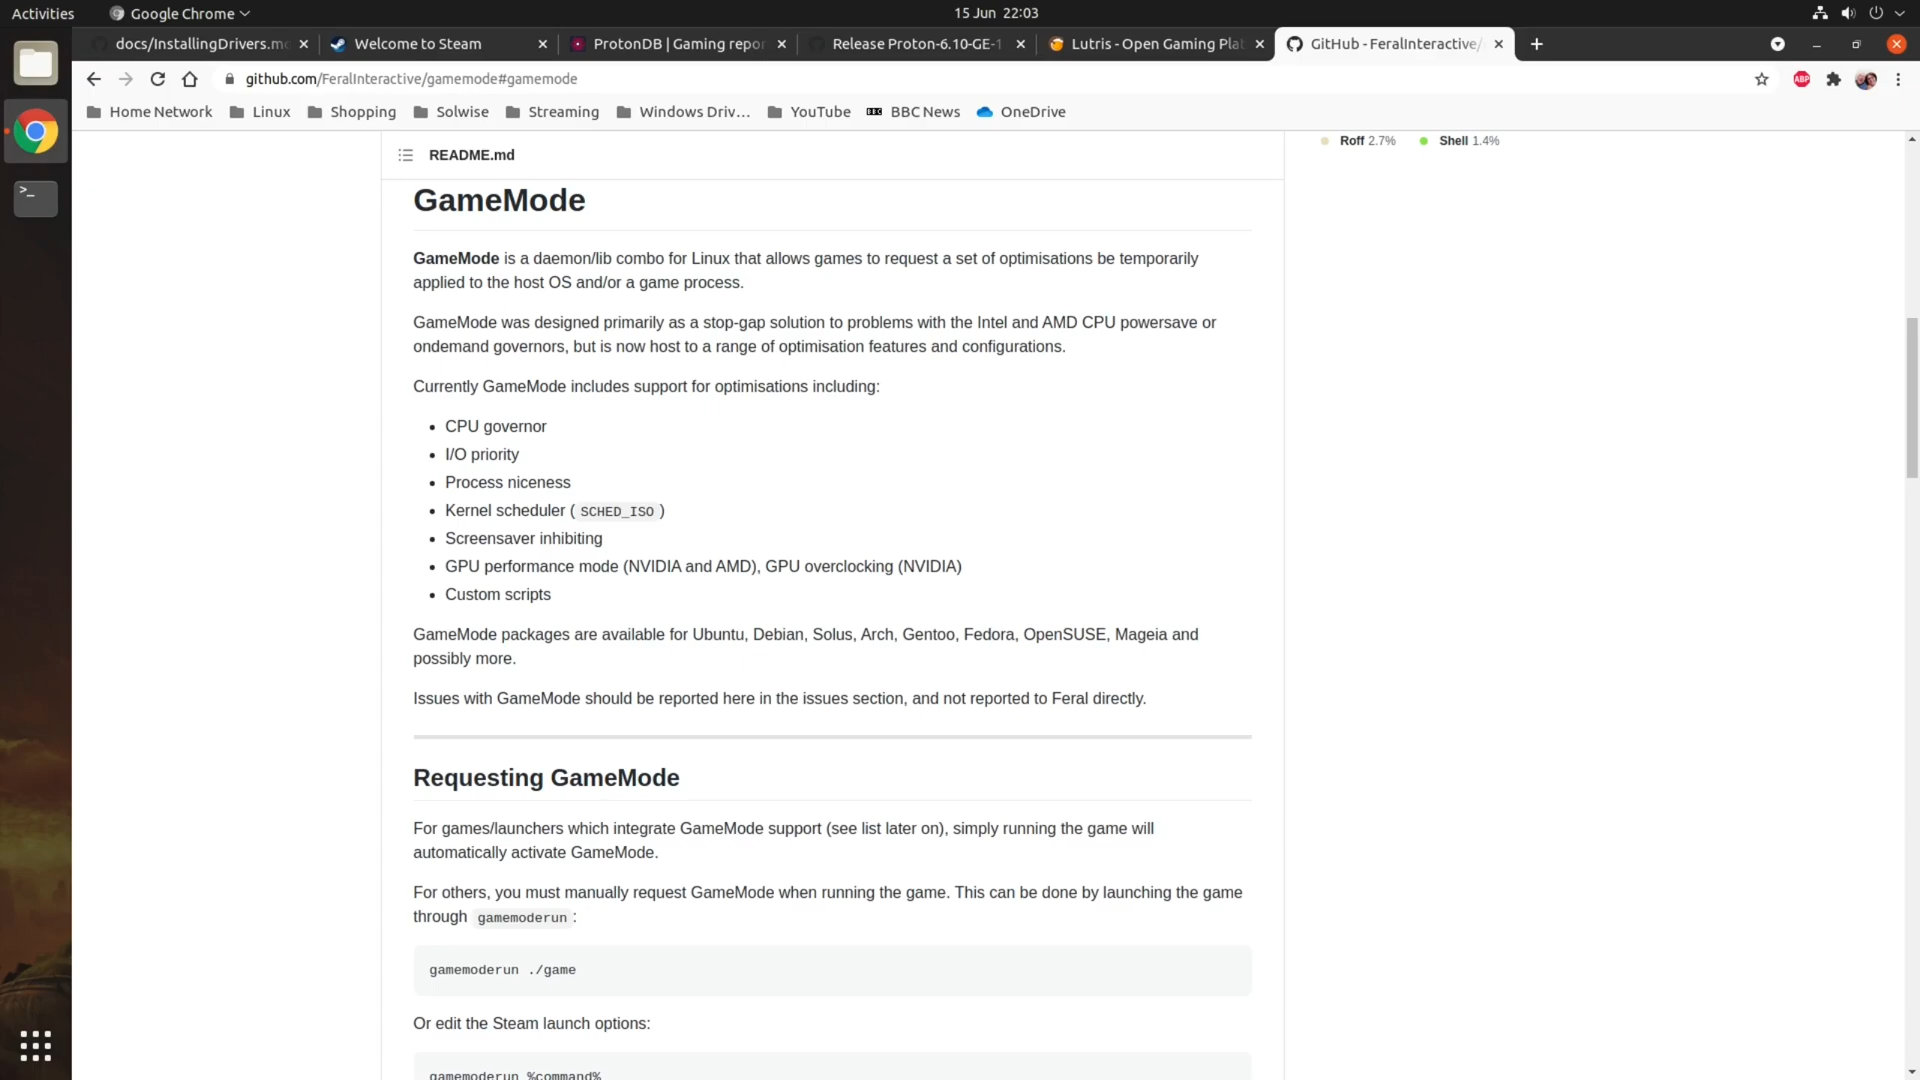 Activities
Google Chrome
15 Jun 22:03
docs/InstallingDrivers.m
Welcome to Steam
ProtonDB | Gaming repor
Release Proton-6.10-GE-1
Lutris - Open Gaming Plat
GitHub - FeralInteractive/
github.com/FeralInteractive/gamemode#gamemode
ABP
Home Network
Linux
Shopping
Solwise
Streaming
Windows Driv…
YouTube
BBC
BBC News
OneDrive
README.md
Roff 2.7%
Shell 1.4%
GameMode
GameMode is a daemon/lib combo for Linux that allows games to request a set of optimisations be temporarily
applied to the host OS and/or a game process.
GameMode was designed primarily as a stop-gap solution to problems with the Intel and AMD CPU powersave or
ondemand governors, but is now host to a range of optimisation features and configurations.
Currently GameMode includes support for optimisations including:
• CPU governor
• I/O priority
• Process niceness
• Kernel scheduler ( SCHED_ISO )
• Screensaver inhibiting
• GPU performance mode (NVIDIA and AMD), GPU overclocking (NVIDIA)
• Custom scripts
GameMode packages are available for Ubuntu, Debian, Solus, Arch, Gentoo, Fedora, OpenSUSE, Mageia and
possibly more.
Issues with GameMode should be reported here in the issues section, and not reported to Feral directly.
Requesting GameMode
For games/launchers which integrate GameMode support (see list later on), simply running the game will
automatically activate GameMode.
For others, you must manually request GameMode when running the game. This can be done by launching the game
through gamemoderun :
gamemoderun ./game
Or edit the Steam launch options:
gamemoderun %command%